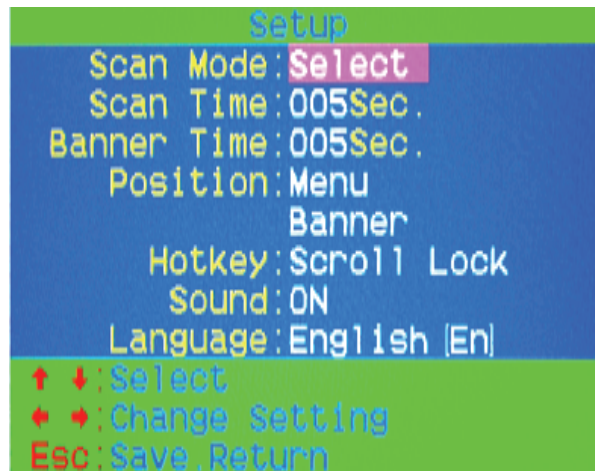 Setup
Scan Mode:Select
Scan Time:005Sec.
Banner Time:005Sec.
Position:Menu
Banner
Hotkey:Scroll Lock
Sound:ON
Language:English [En]
↑ ↓:Select
← →:Change Setting
Esc:Save,Return